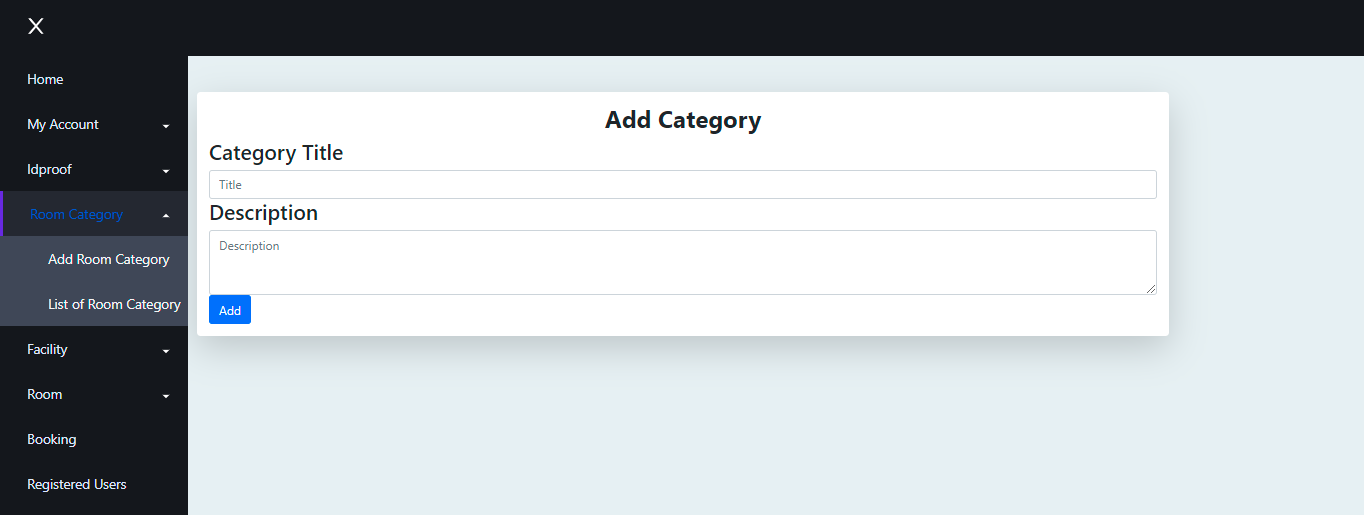 X
Home
My Account
Idproof
Room Category
Add Room Category
List of Room Category
Facility
Room
Booking
Registered Users
Add Category
Category Title
Title
Description
Description
Add